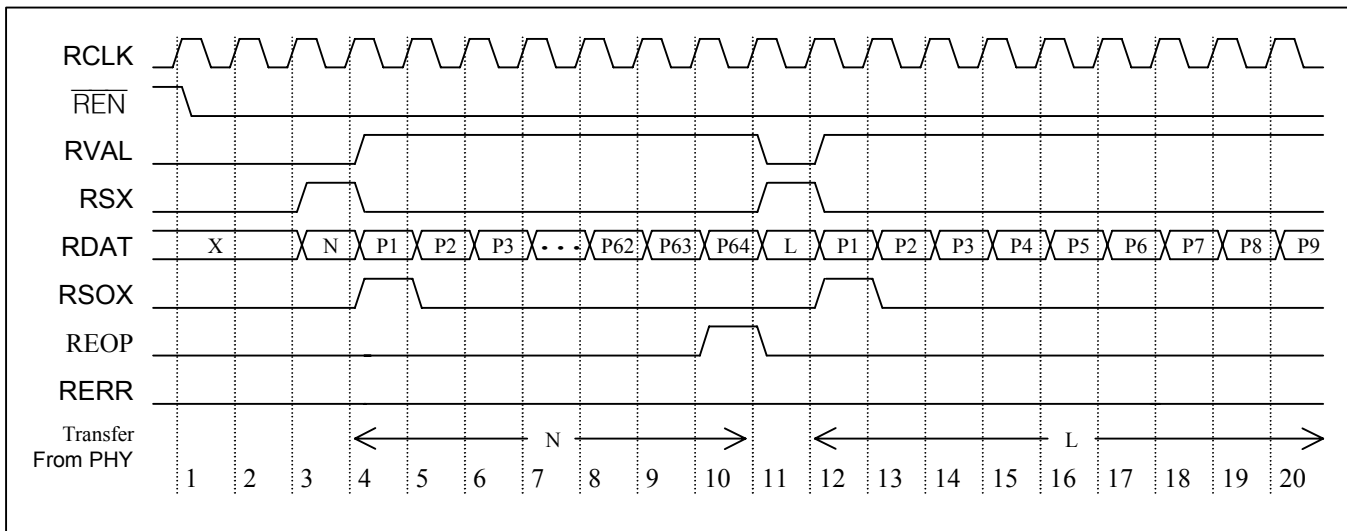 RCLK
REN
RVAL
RSX
RDAT X N P1 P2 P3 • • • P62 P63 P64 L P1 P2 P3 P4 P5 P6 P7 P8 P9
RSOX
REOP
RERR
Transfer N L
From PHY
1 2 3 4 5 6 7 8 9 10 11 12 13 14 15 16 17 18 19 20